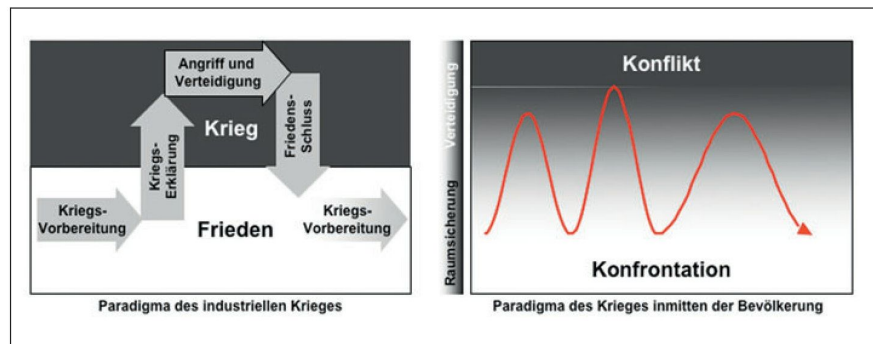 Angriff und
Verteidigung
Krieg
Kriegs-
Erklärung
Friedens-
Schluss
Kriegs-
Vorbereitung
Frieden
Kriegs-
Vorbereitung
Paradigma des industriellen Krieges
Verteidigung
Raumsicherung
Konflikt
Konfrontation
Paradigma des Krieges inmitten der Bevölkerung